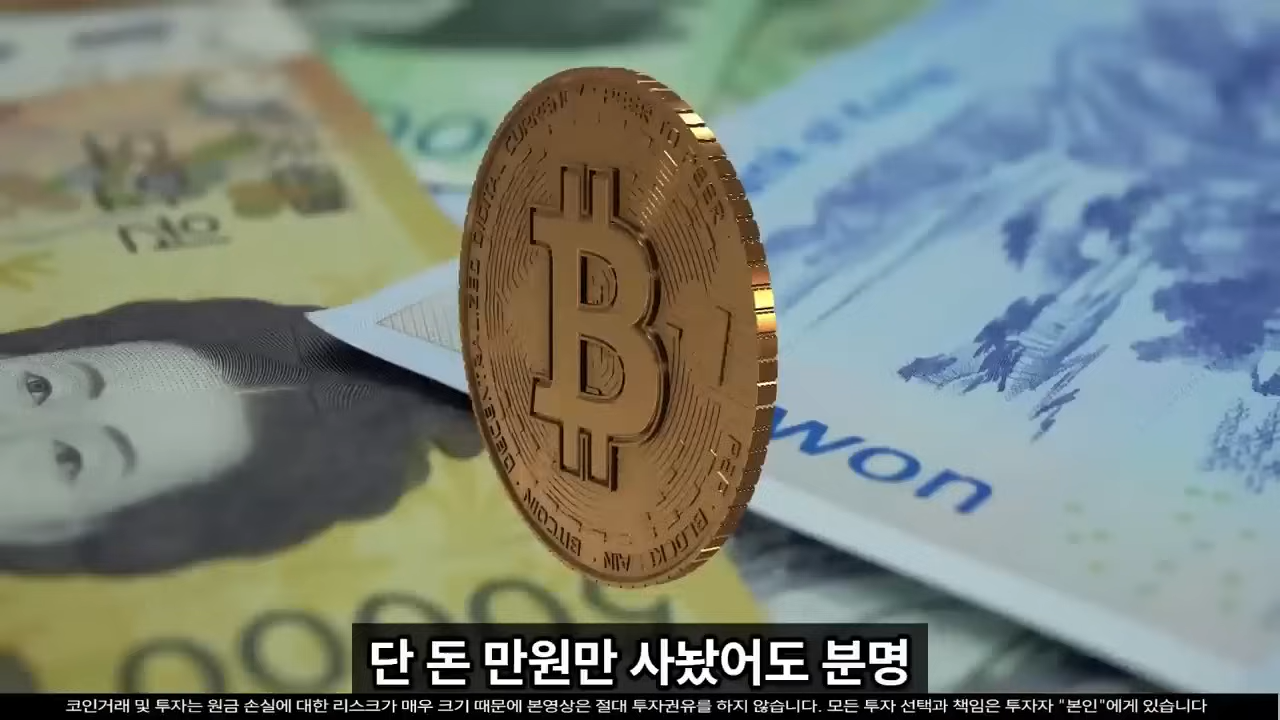 won
단 돈 만원만 사놨어도 분명
코인거래 및 투자는 원금 손실에 대한 리스크가 매우 크기 때문에 본영상은 절대 투자권유를 하지 않습니다. 모든 투자 선택과 책임은 투자자 "본인"에게 있습니다